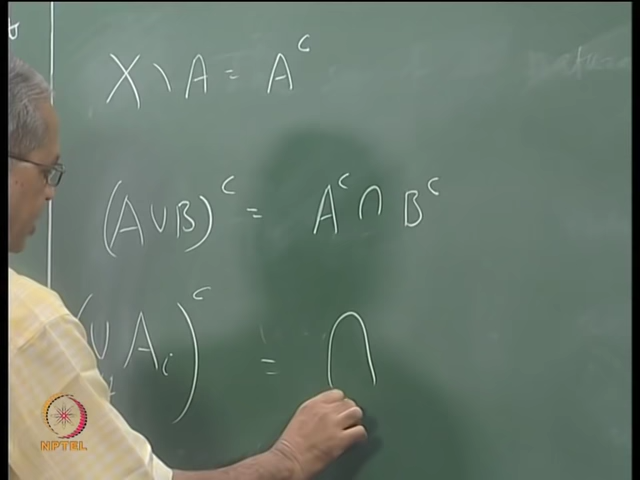 X \ A = A^c
(A ∪ B)^c = A^c ∩ B^c
(∪ A_i)^c = ∩
NPTEL